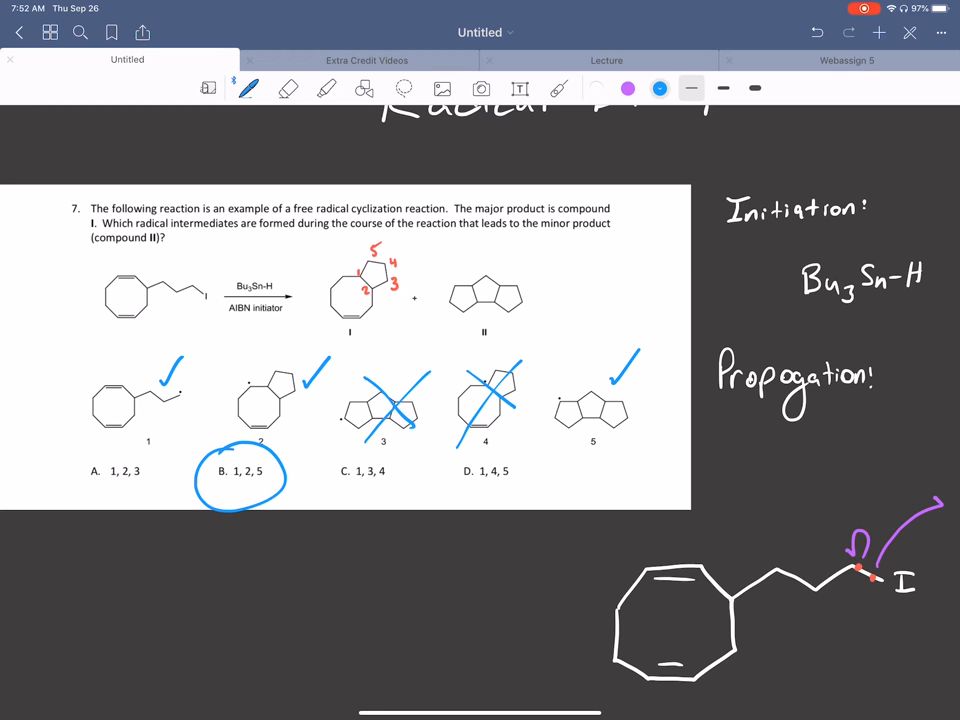 7:52 AM Thu Sep 26
97%
Untitled
Untitled
Extra Credit Videos
Lecture
Webassign 5
T
Radical
7. The following reaction is an example of a free radical cyclization reaction. The major product is compound
I. Which radical intermediates are formed during the course of the reaction that leads to the minor product
(compound II)?
Bu3Sn-H
AIBN initiator
I
1
2
3
4
5
+
I
II
1
2
3
4
5
A. 1, 2, 3
B. 1, 2, 5
C. 1, 3, 4
D. 1, 4, 5
Initiation:
Bu3Sn-H
Propogation:
I